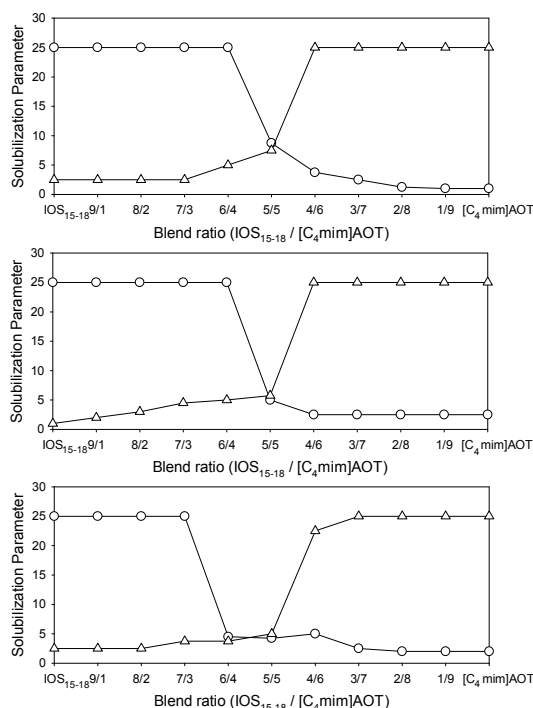 30
25
20
15
10
5
0
Solubilization Parameter
IOS₁₅₋₁₈ 9/1 8/2 7/3 6/4 5/5 4/6 3/7 2/8 1/9 [C₄mim]AOT
Blend ratio (IOS₁₅₋₁₈ / [C₄mim]AOT)
30
25
20
15
10
5
0
Solubilization Parameter
IOS₁₅₋₁₈ 9/1 8/2 7/3 6/4 5/5 4/6 3/7 2/8 1/9 [C₄mim]AOT
Blend ratio (IOS₁₅₋₁₈ / [C₄mim]AOT)
30
25
20
15
10
5
0
Solubilization Parameter
IOS₁₅₋₁₈ 9/1 8/2 7/3 6/4 5/5 4/6 3/7 2/8 1/9 [C₄mim]AOT
Blend ratio (IOS₁₅₋₁₈ / [C₄mim]AOT)